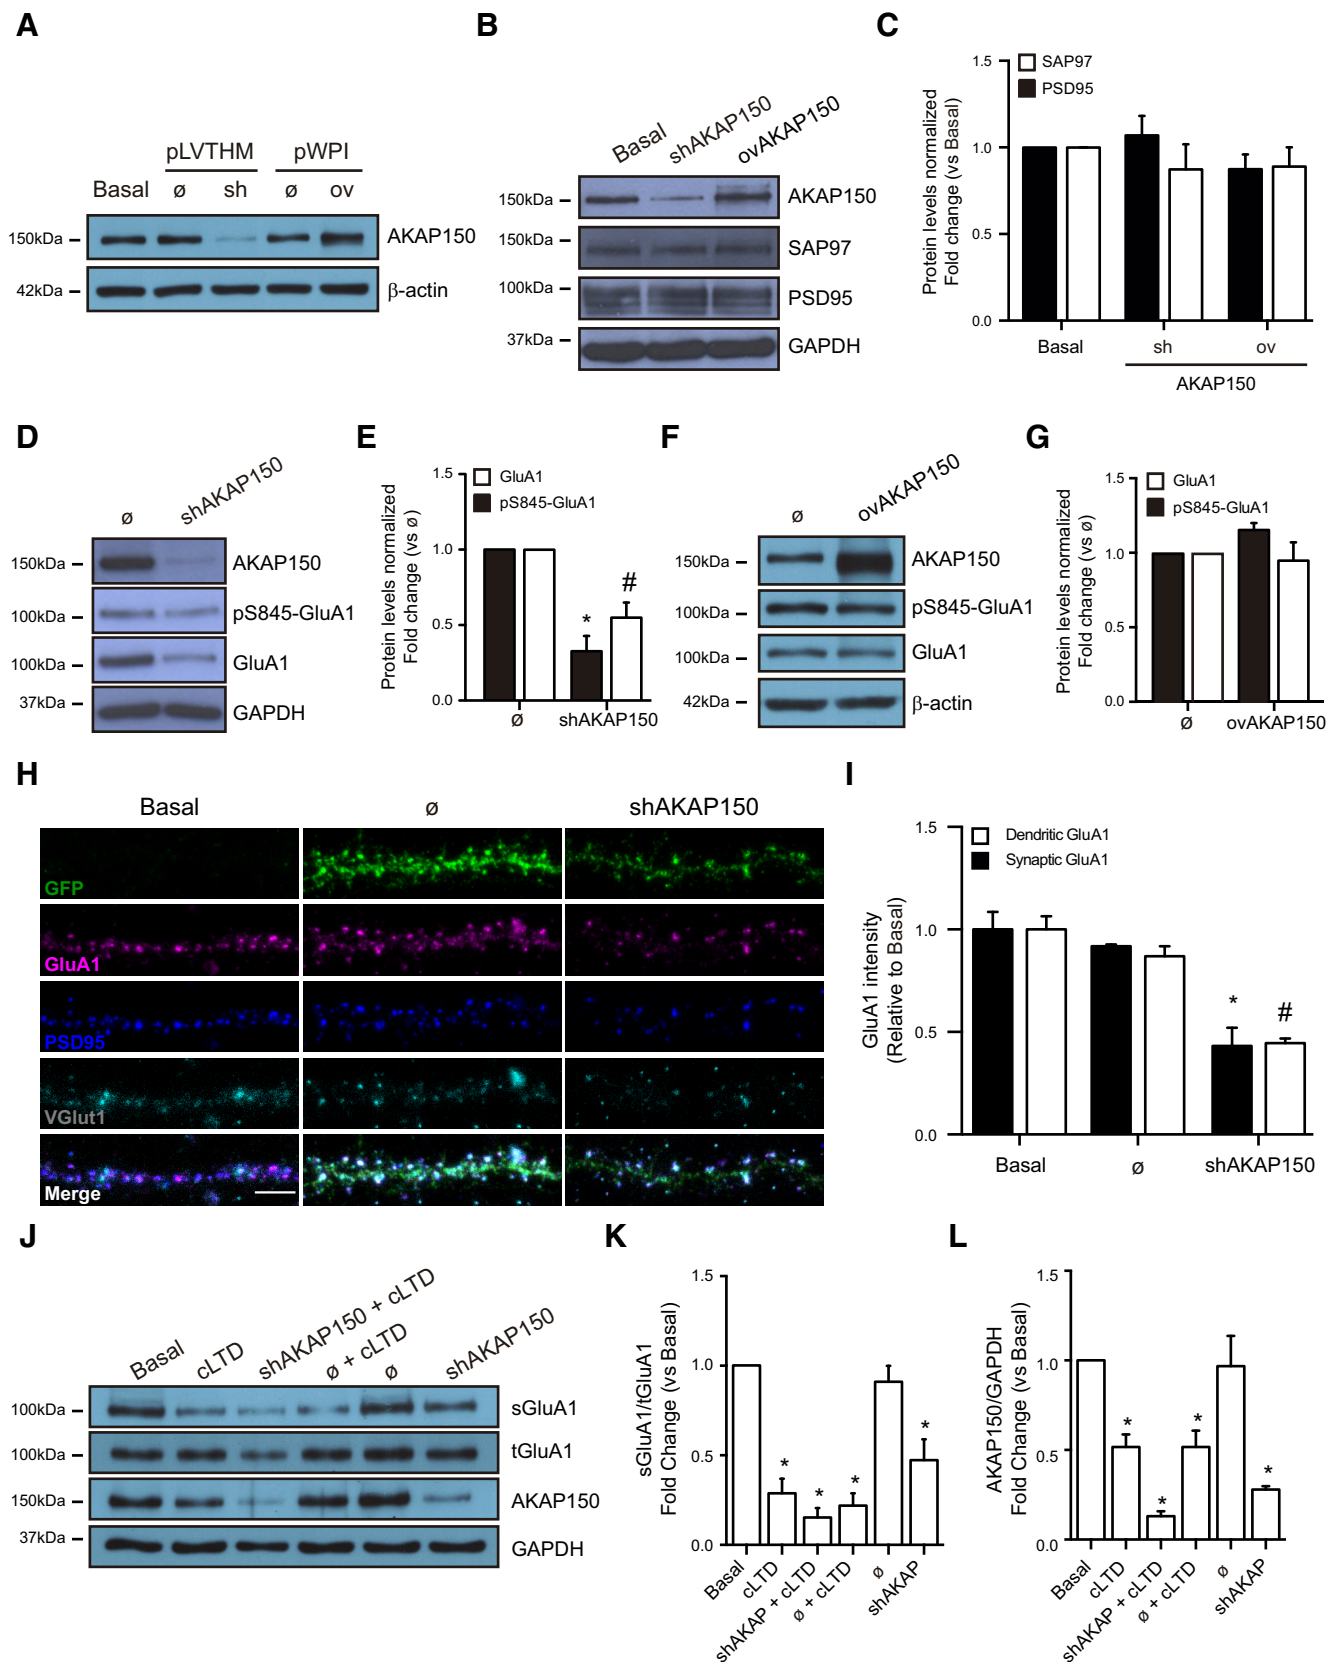 A
pLVTHM pWPI
Basal ø sh ø ov
150kDa AKAP150
42kDa β-actin
B
Basal shAKAP150 ovAKAP150
150kDa AKAP150
150kDa SAP97
100kDa PSD95
37kDa GAPDH
C
Protein levels normalized
Fold change (vs Basal)
1.5
1.0
0.5
0.0
SAP97
PSD95
Basal sh ov
AKAP150
D
ø shAKAP150
150kDa AKAP150
100kDa pS845-GluA1
100kDa GluA1
37kDa GAPDH
E
Protein levels normalized
Fold change (vs ø)
1.5
1.0
0.5
0.0
GluA1
pS845-GluA1
* #
ø shAKAP150
F
ø ovAKAP150
150kDa AKAP150
100kDa pS845-GluA1
100kDa GluA1
42kDa β-actin
G
Protein levels normalized
Fold change (vs ø)
1.5
1.0
0.5
0.0
GluA1
pS845-GluA1
ø ovAKAP150
H
Basal ø shAKAP150
GFP
GluA1
PSD95
VGlut1
Merge
I
GluA1 intensity
(Relative to Basal)
1.5
1.0
0.5
0.0
Dendritic GluA1
Synaptic GluA1
* #
Basal ø shAKAP150
J
Basal cLTD shAKAP150 + cLTD ø + cLTD ø shAKAP150
100kDa sGluA1
100kDa tGluA1
150kDa AKAP150
37kDa GAPDH
K
sGluA1/tGluA1
Fold Change (vs Basal)
1.5
1.0
0.5
0.0
* * * *
Basal cLTD shAKAP + cLTD ø + cLTD ø shAKAP
L
AKAP150/GAPDH
Fold Change (vs Basal)
1.5
1.0
0.5
0.0
* * * *
Basal cLTD shAKAP + cLTD ø + cLTD ø shAKAP